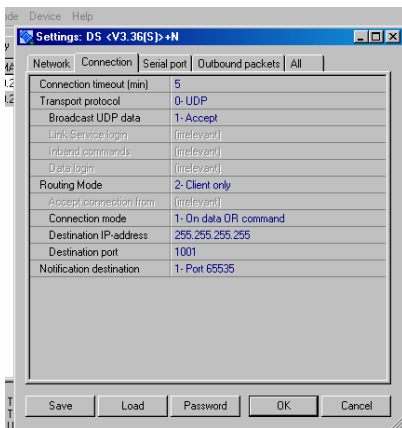 Device Help
Settings: DS <V3.36(S)>+N
Network Connection Serial port Outbound packets All
Connection timeout (min) 5
Transport protocol 0- UDP
Broadcast UDP data 1- Accept
Link Service login (irrelevant)
Inband commands (irrelevant)
Data login (irrelevant)
Routing Mode 2- Client only
Accept connection from (irrelevant)
Connection mode 1- On data OR command
Destination IP-address 255.255.255.255
Destination port 1001
Notification destination 1- Port 65535
Save Load Password OK Cancel